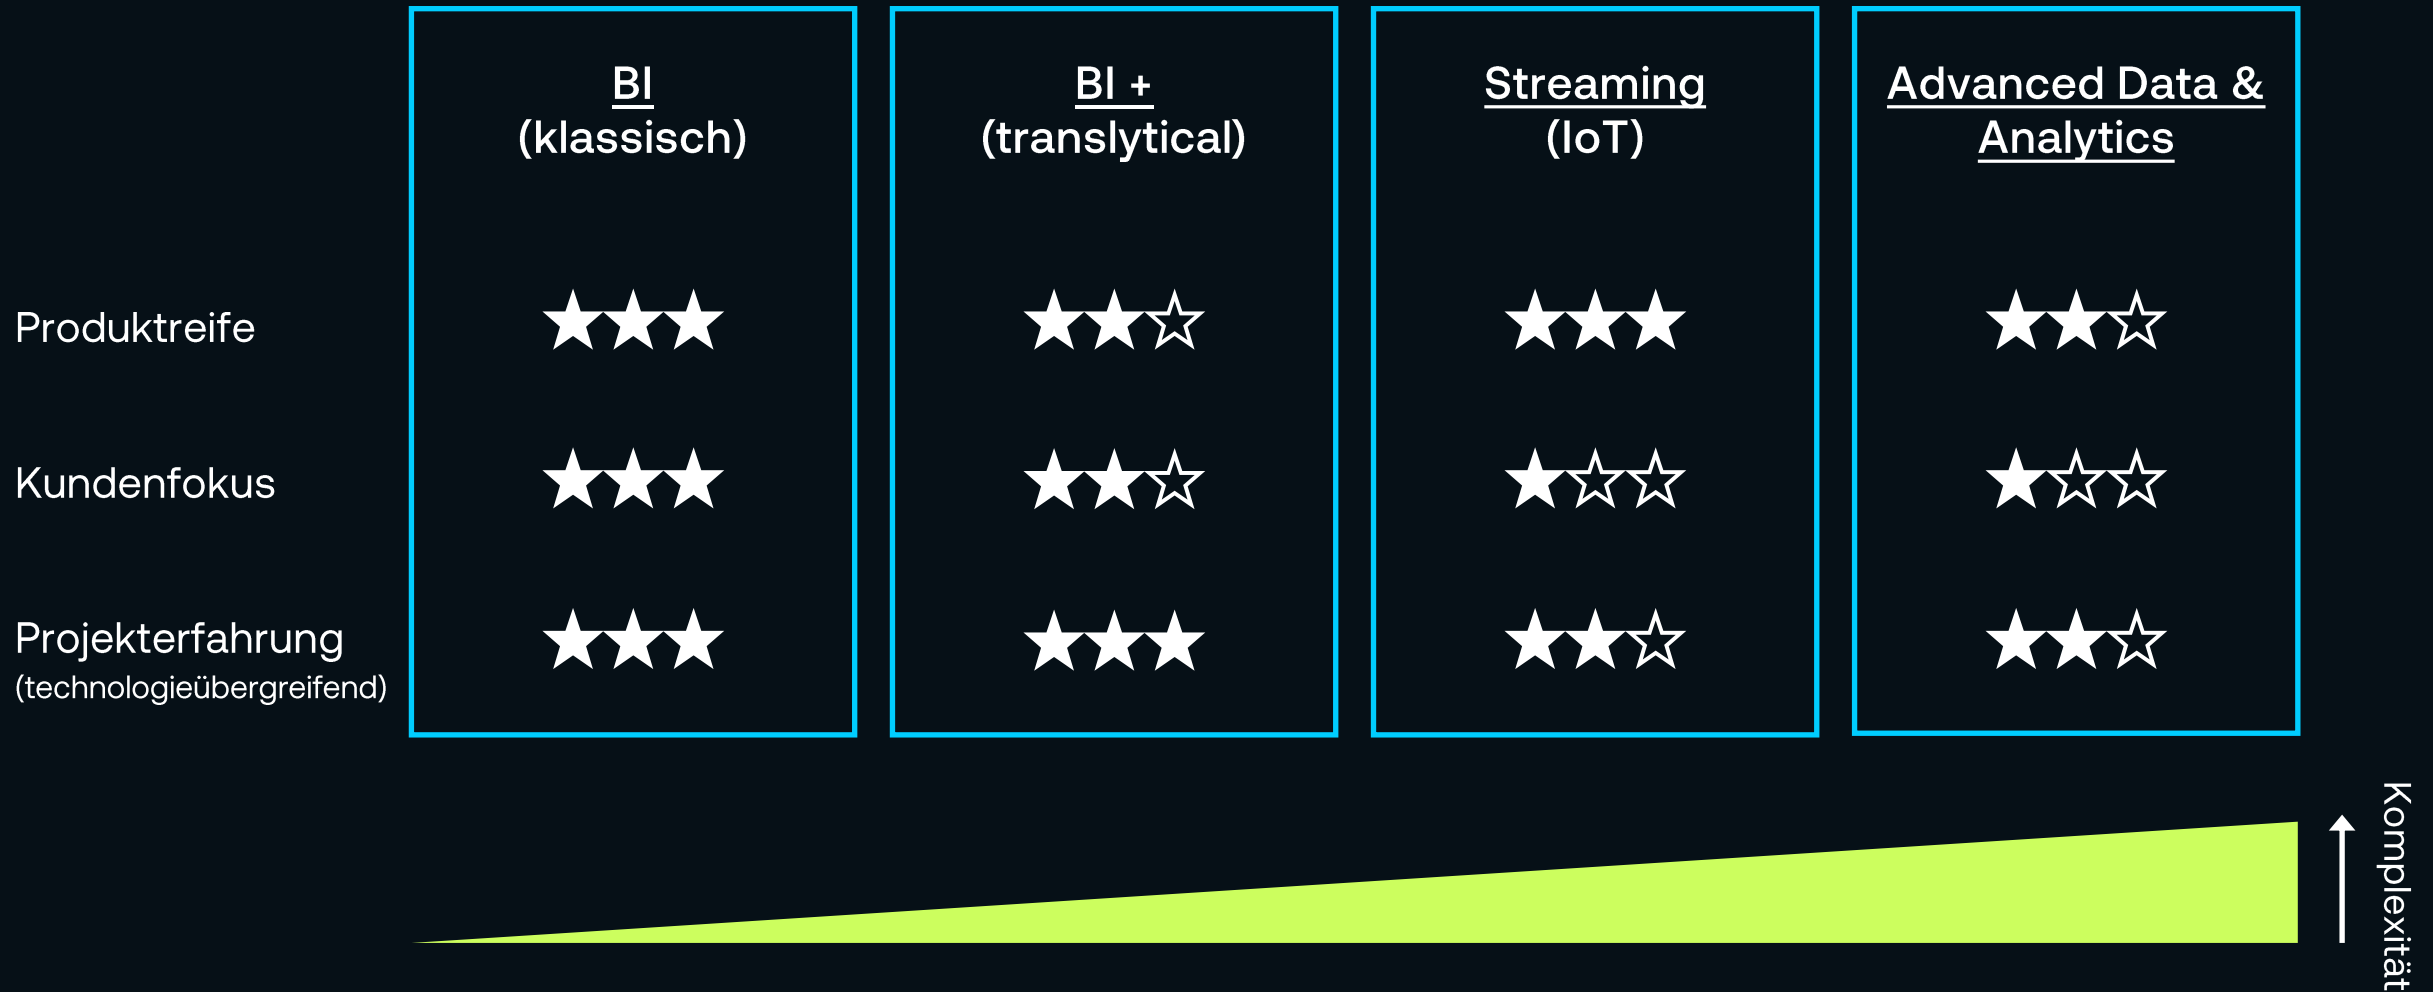 BI
(klassisch)
BI +
(translytical)
Streaming
(IoT)
Advanced Data &
Analytics
Produktreife
★★★
★★☆
★★★
★★☆
Kundenfokus
★★★
★★☆
★☆☆
★☆☆
Projekterfahrung
(technologieübergreifend)
★★★
★★★
★★☆
★★☆
Komplexität